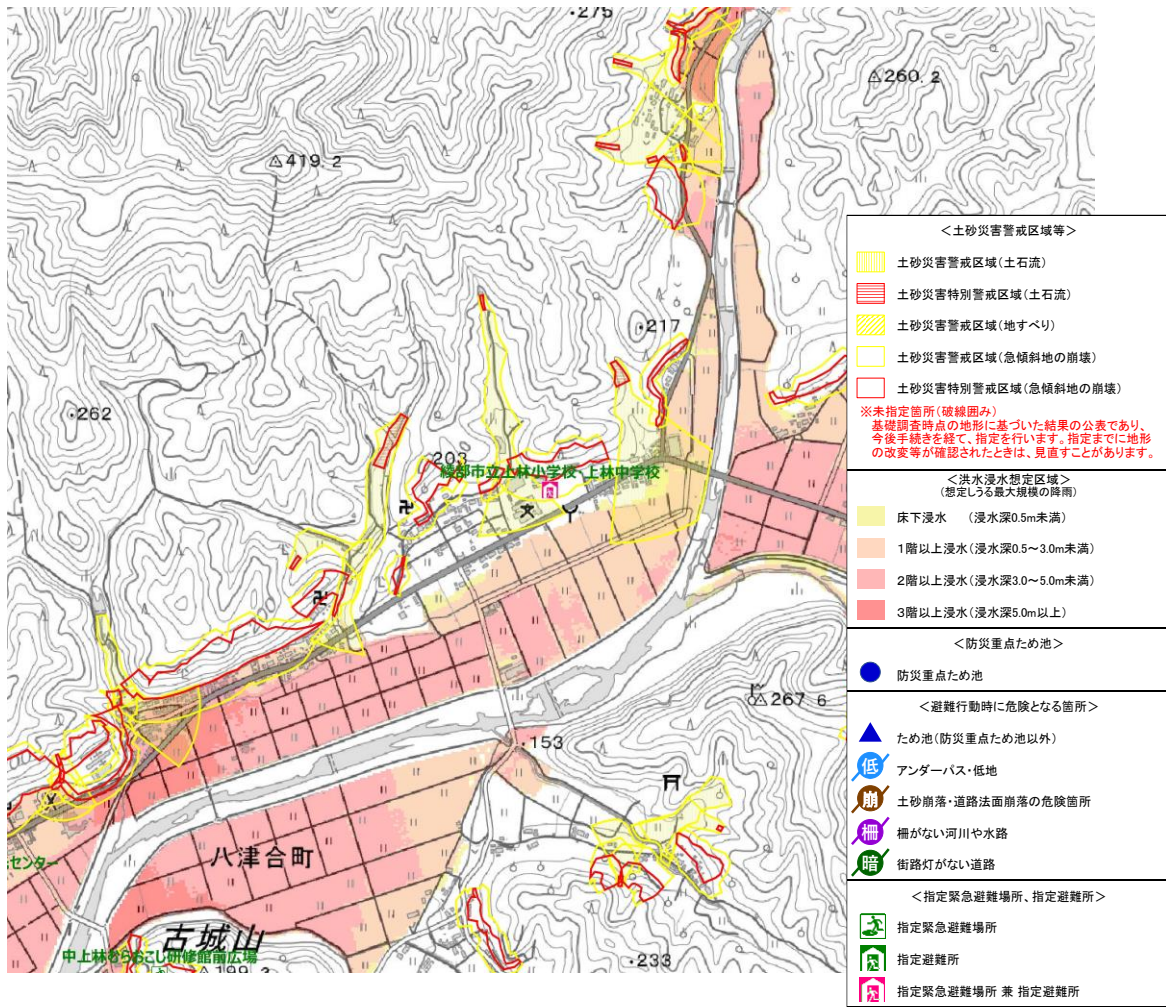 275
△260.2
△419.2
217
262
203
綾部市立上林小学校・上林中学校
卍
文
卍
267 6
153
八津合町
センター
古城山
中上林むらおこし研修館前広場
△199.3
233
＜土砂災害警戒区域等＞
土砂災害警戒区域(土石流)
土砂災害特別警戒区域(土石流)
土砂災害警戒区域(地すべり)
土砂災害警戒区域(急傾斜地の崩壊)
土砂災害特別警戒区域(急傾斜地の崩壊)
※未指定箇所(破線囲み)
基礎調査時点の地形に基づいた結果の公表であり、
今後手続きを経て、指定を行います。指定までに地形
の改変等が確認されたときは、見直すことがあります。
＜洪水浸水想定区域＞
(想定しうる最大規模の降雨)
床下浸水　(浸水深0.5m未満)
1階以上浸水(浸水深0.5～3.0m未満)
2階以上浸水(浸水深3.0～5.0m未満)
3階以上浸水(浸水深5.0m以上)
＜防災重点ため池＞
防災重点ため池
＜避難行動時に危険となる箇所＞
ため池(防災重点ため池以外)
低 アンダーパス・低地
崩 土砂崩落・道路法面崩落の危険箇所
柵 柵がない河川や水路
暗 街路灯がない道路
＜指定緊急避難場所、指定避難所＞
指定緊急避難場所
指定避難所
指定緊急避難場所 兼 指定避難所